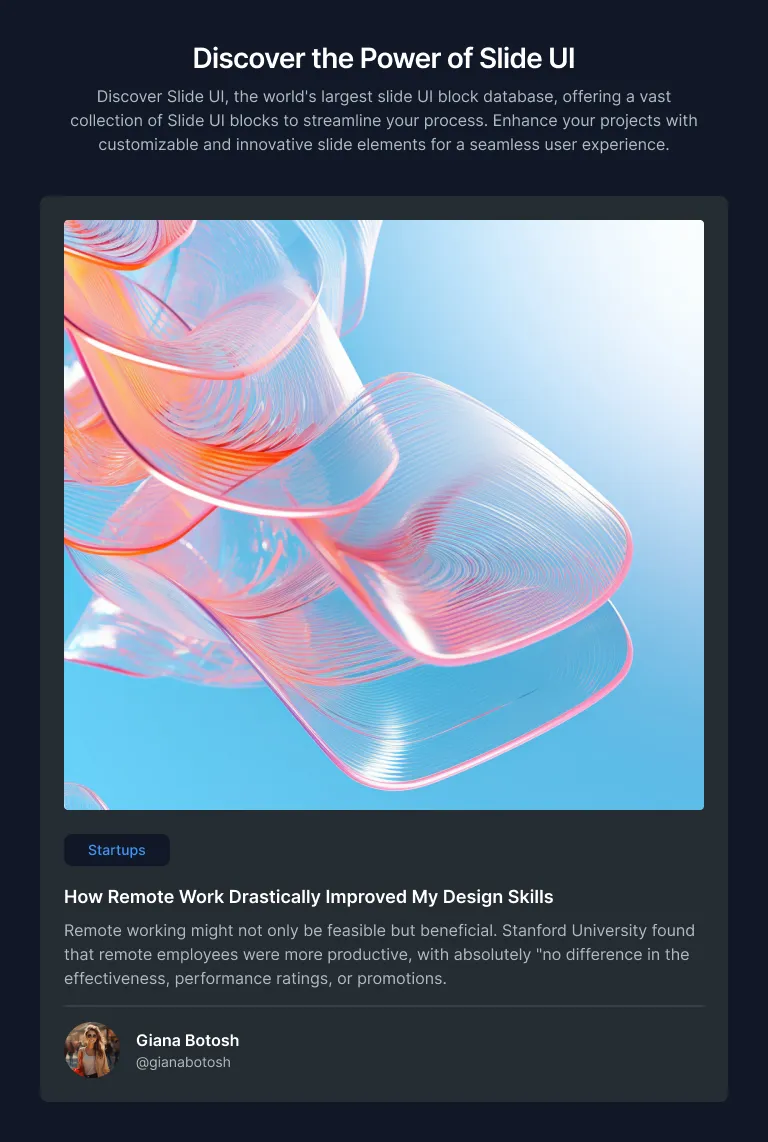 Discover the Power of Slide UI
Discover Slide UI, the world's largest slide UI block database, offering a vast
collection of Slide UI blocks to streamline your process. Enhance your projects with
customizable and innovative slide elements for a seamless user experience.
Startups
How Remote Work Drastically Improved My Design Skills
Remote working might not only be feasible but beneficial. Stanford University found
that remote employees were more productive, with absolutely "no difference in the
effectiveness, performance ratings, or promotions.
Giana Botosh
@gianabotosh